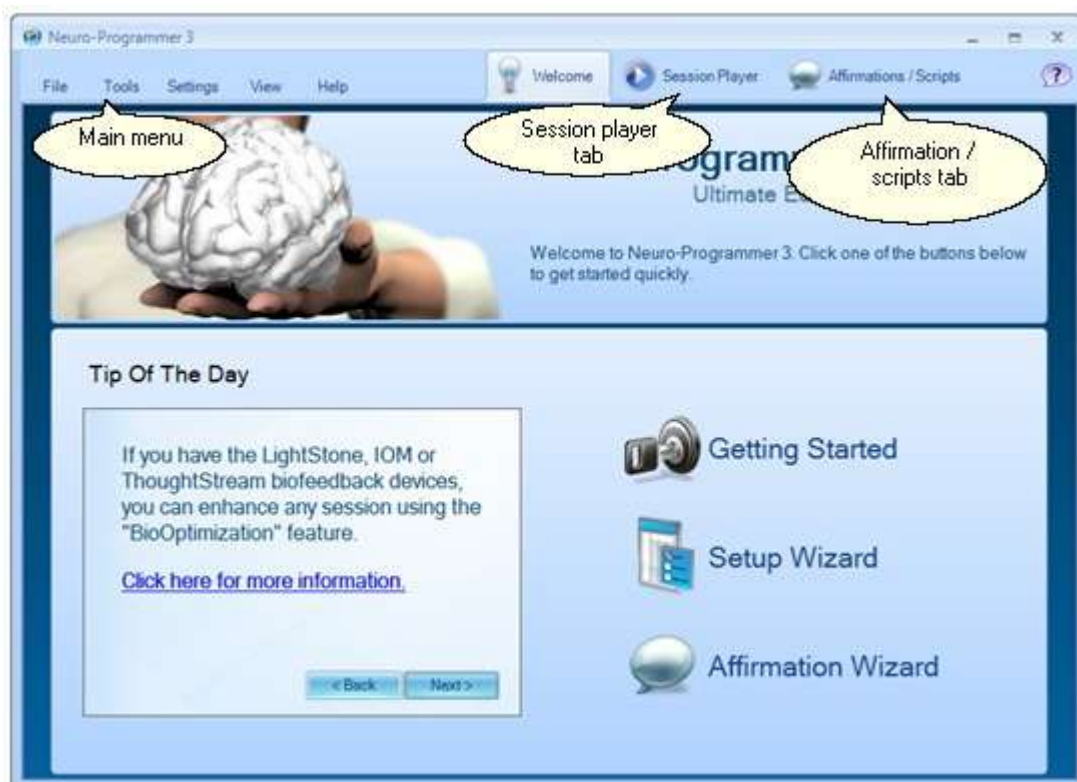 Neuro-Programmer 3
File Tools Settings View Help Welcome Session Player Affirmations / Scripts ?
Main menu
Session player
tab
Affirmation /
scripts tab
Ultimate
Welcome to Neuro-Programmer 3. Click one of the buttons below
to get started quickly.
Tip Of The Day
If you have the LightStone, IOM or
ThoughtStream biofeedback devices,
you can enhance any session using the
"BioOptimization" feature.
Click here for more information.
< Back Next >
Getting Started
Setup Wizard
Affirmation Wizard